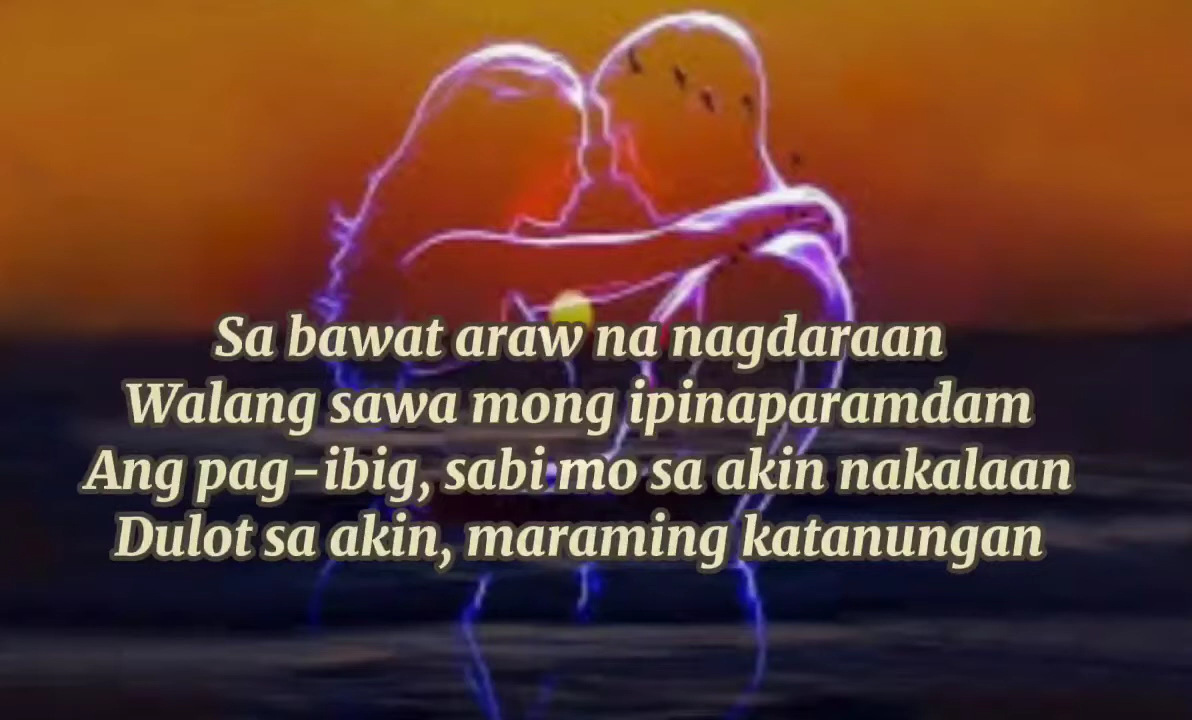 Sa bawat araw na nagdaraan
Walang sawa mong ipinaparamdam
Ang pag-ibig, sabi mo sa akin nakalaan
Dulot sa akin, maraming katanungan